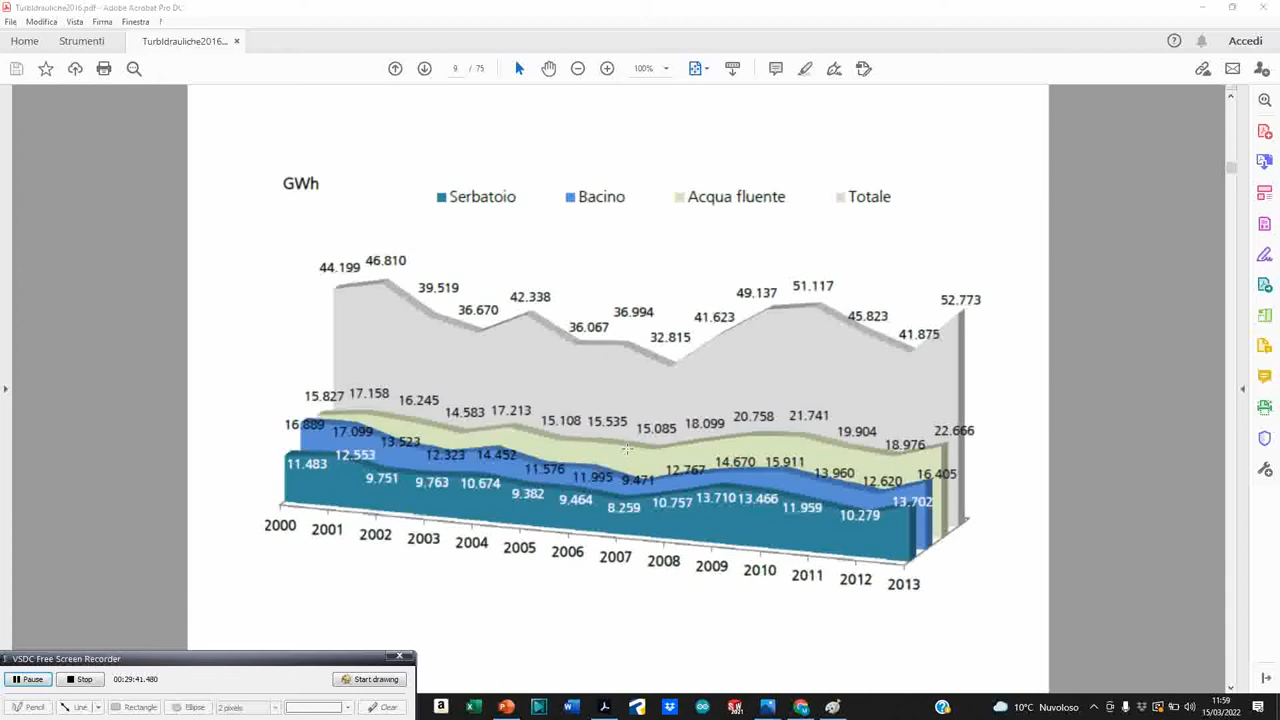 TurbIdrauliche2016.pdf - Adobe Acrobat Pro DC
File Modifica Vista Firma Finestra
Home Strumenti TurbIdrauliche2016... × Accedi
9 / 75 100%
GWh
Serbatoio Bacino Acqua fluente Totale
44.199 46.810 39.519 36.670 42.338 36.067 36.994 32.815 41.623 49.137 51.117 45.823 41.875 52.773
15.827 17.158 16.245 14.583 17.213 15.108 15.535 15.085 18.099 20.758 21.741 19.904 18.976 22.666
16.889 17.099 13.523 12.323 14.452 11.576 11.995 9.471 12.767 14.670 15.911 13.960 12.620 16.405
11.483 12.553 9.751 9.763 10.674 9.382 9.464 8.259 10.757 13.710 13.466 11.959 10.279 13.702
2000 2001 2002 2003 2004 2005 2006 2007 2008 2009 2010 2011 2012 2013
VSDC Free Screen Recorder
Pause Stop 00:29:41.480 Start drawing
Pencil Line Rectangle Ellipse 2 pixels Clear
10°C Nuvoloso
11:59
15/03/2022